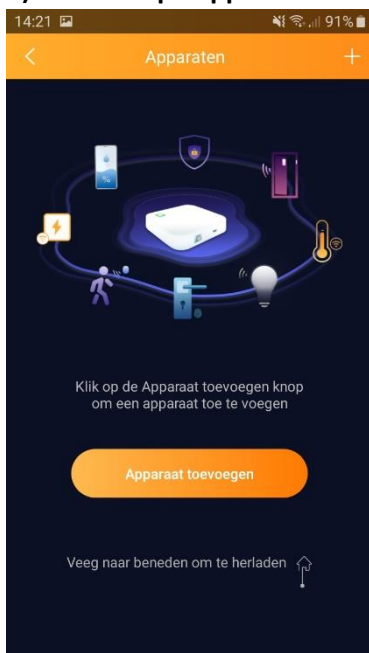 14:21 91%
Apparaten
%
Klik op de Apparaat toevoegen knop
om een apparaat toe te voegen
Apparaat toevoegen
Veeg naar beneden om te herladen